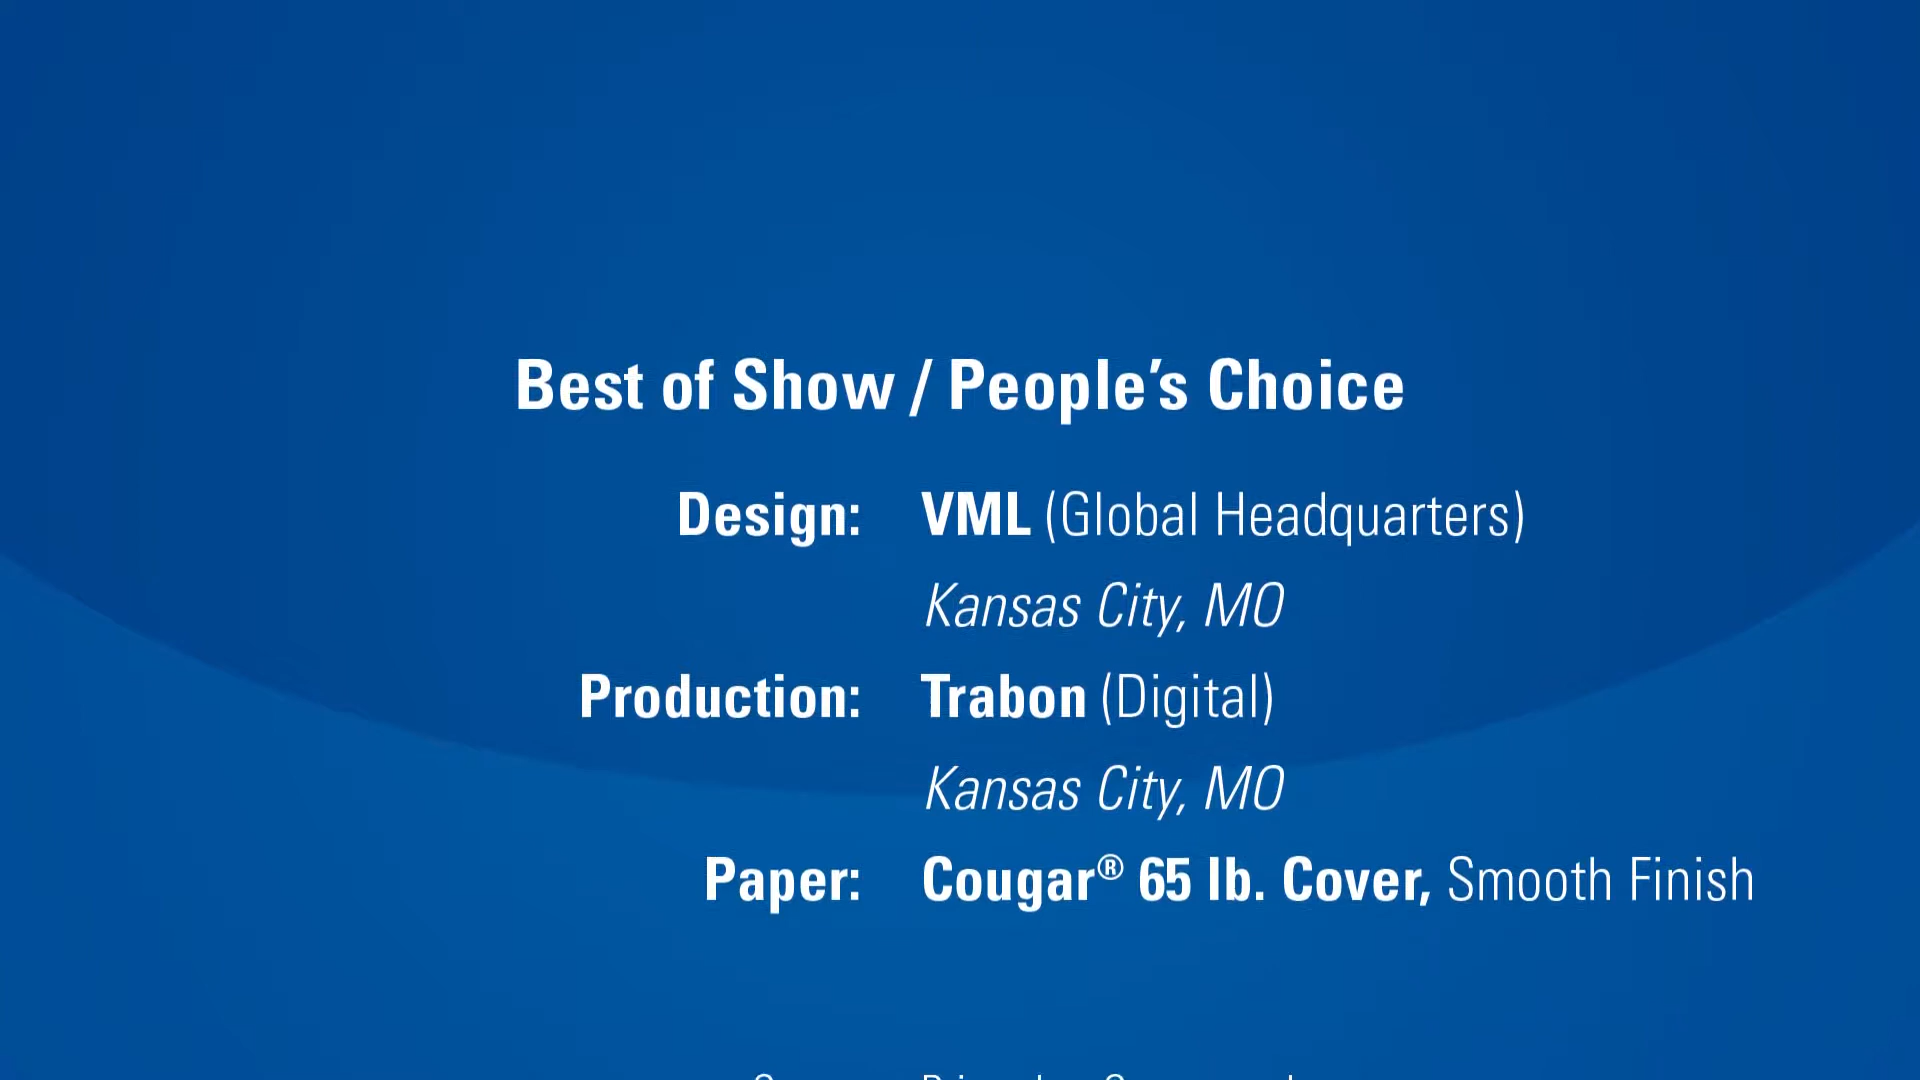 Best of Show / People’s Choice
Design: VML (Global Headquarters)
Kansas City, MO
Production: Trabon (Digital)
Kansas City, MO
Paper: Cougar® 65 lb. Cover, Smooth Finish